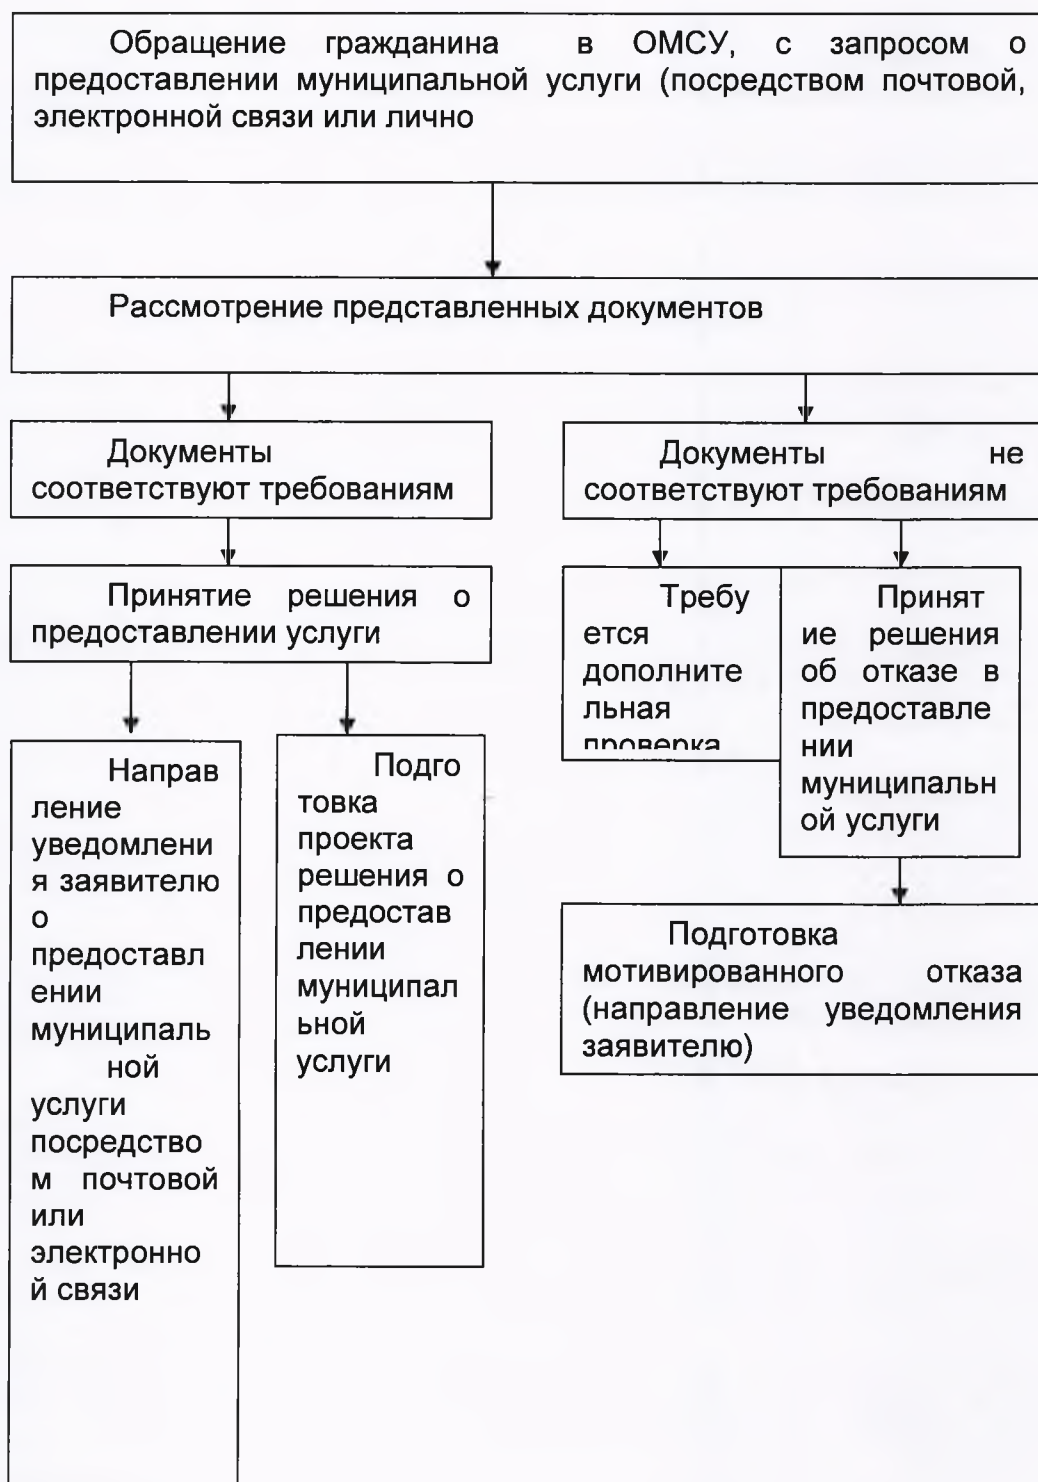 Обращение гражданина в ОМСУ, с запросом о
предоставлении муниципальной услуги (посредством почтовой,
электронной связи или лично
Рассмотрение представленных документов
Документы
соответствуют требованиям
Документы не
соответствуют требованиям
Принятие решения о
предоставлении услуги
Требу
ется
дополните
льная
проверка
Принят
ие решения
об отказе в
предоставле
нии
муниципальн
ой услуги
Направ
ление
уведомлени
я заявителю
о
предоставл
ении
муниципаль
ной
услуги
посредство
м почтовой
или
электронно
й связи
Подго
товка
проекта
решения о
предостав
лении
муниципал
ьной
услуги
Подготовка
мотивированного отказа
(направление уведомления
заявителю)